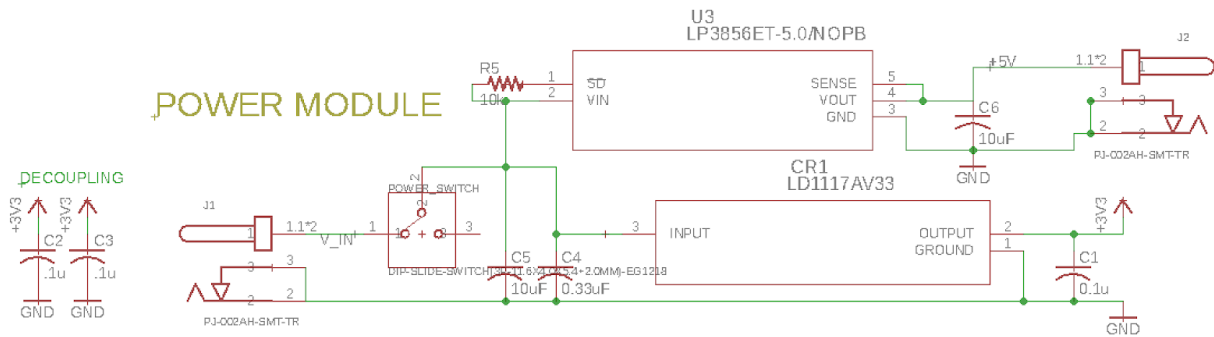 U3
LP3856ET-5.0/NOPB
J2
R5
10k
1
2
SD
VIN
SENSE
VOUT
GND
5
4
3
+5V
1.1*2
1
3
2
2
C6
10uF
GND
PJ-002AH-SMT-TR
POWER MODULE
DECOUPLING
+3V3
+3V3
C2
.1u
C3
.1u
GND
GND
J1
1
1.1*2
V_IN
3
2
2
PJ-002AH-SMT-TR
POWER_SWITCH
2
1
3
C5
10uF
C4
0.33uF
CR1
LD1117AV33
3
INPUT
OUTPUT
GROUND
2
1
+3V3
C1
0.1u
GND